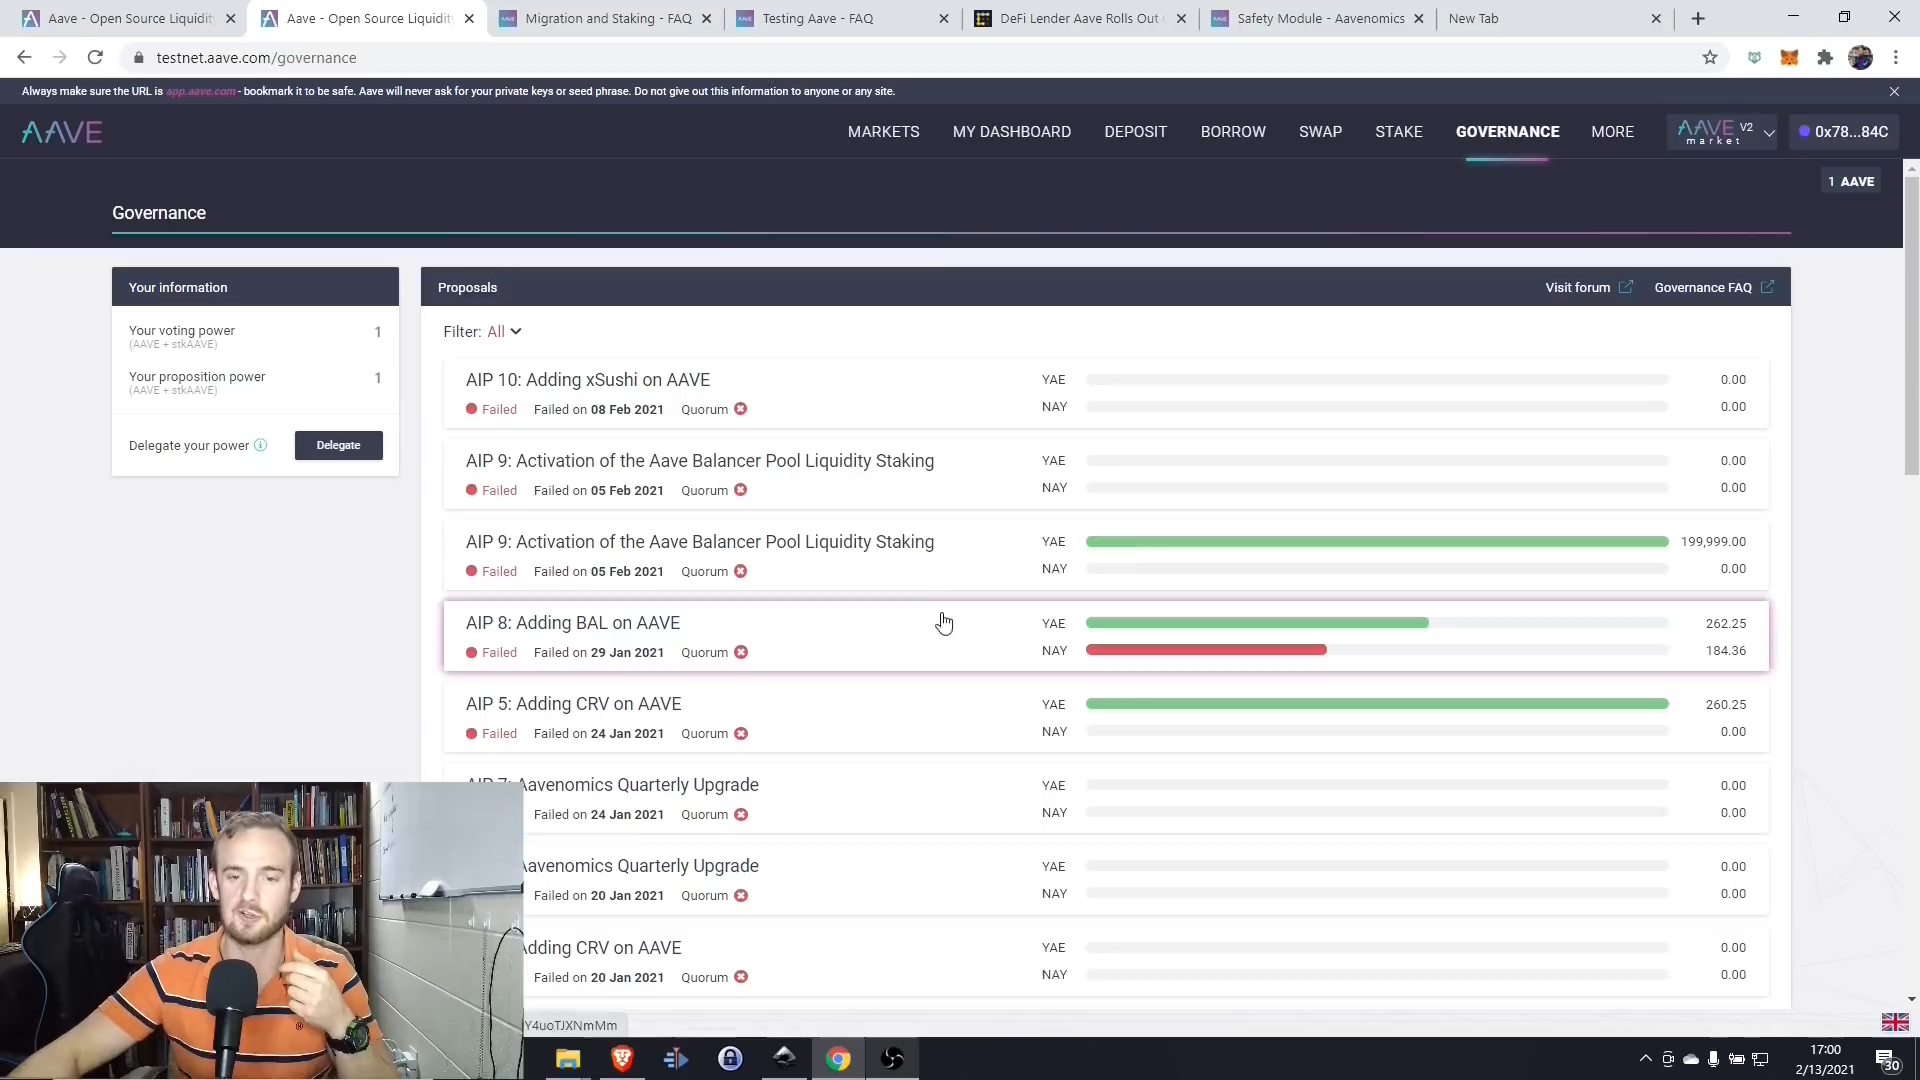 Aave - Open Source Liquidit
Aave - Open Source Liquidit
Migration and Staking - FAQ
Testing Aave - FAQ
DeFi Lender Aave Rolls Out
Safety Module - Aavenomics
New Tab
testnet.aave.com/governance
Always make sure the URL is app.aave.com - bookmark it to be safe. Aave will never ask for your private keys or seed phrase. Do not give out this information to anyone or any site.
AAVE
MARKETS
MY DASHBOARD
DEPOSIT
BORROW
SWAP
STAKE
GOVERNANCE
MORE
AAVE V2
market
0x78...84C
1 AAVE
Governance
Your information
Your voting power 1
(AAVE + stkAAVE)
Your proposition power 1
(AAVE + stkAAVE)
Delegate your power
Delegate
Proposals
Visit forum
Governance FAQ
Filter: All
AIP 10: Adding xSushi on AAVE
Failed Failed on 08 Feb 2021 Quorum
YAE 0.00
NAY 0.00
AIP 9: Activation of the Aave Balancer Pool Liquidity Staking
Failed Failed on 05 Feb 2021 Quorum
YAE 0.00
NAY 0.00
AIP 9: Activation of the Aave Balancer Pool Liquidity Staking
Failed Failed on 05 Feb 2021 Quorum
YAE 199,999.00
NAY 0.00
AIP 8: Adding BAL on AAVE
Failed Failed on 29 Jan 2021 Quorum
YAE 262.25
NAY 184.36
AIP 5: Adding CRV on AAVE
Failed Failed on 24 Jan 2021 Quorum
YAE 260.25
NAY 0.00
AIP 7: Aavenomics Quarterly Upgrade
Failed on 24 Jan 2021 Quorum
YAE 0.00
NAY 0.00
Aavenomics Quarterly Upgrade
Failed on 20 Jan 2021 Quorum
YAE 0.00
NAY 0.00
Adding CRV on AAVE
Failed on 20 Jan 2021 Quorum
YAE 0.00
NAY 0.00
Y4uoTJXNmMm
17:00
2/13/2021
30